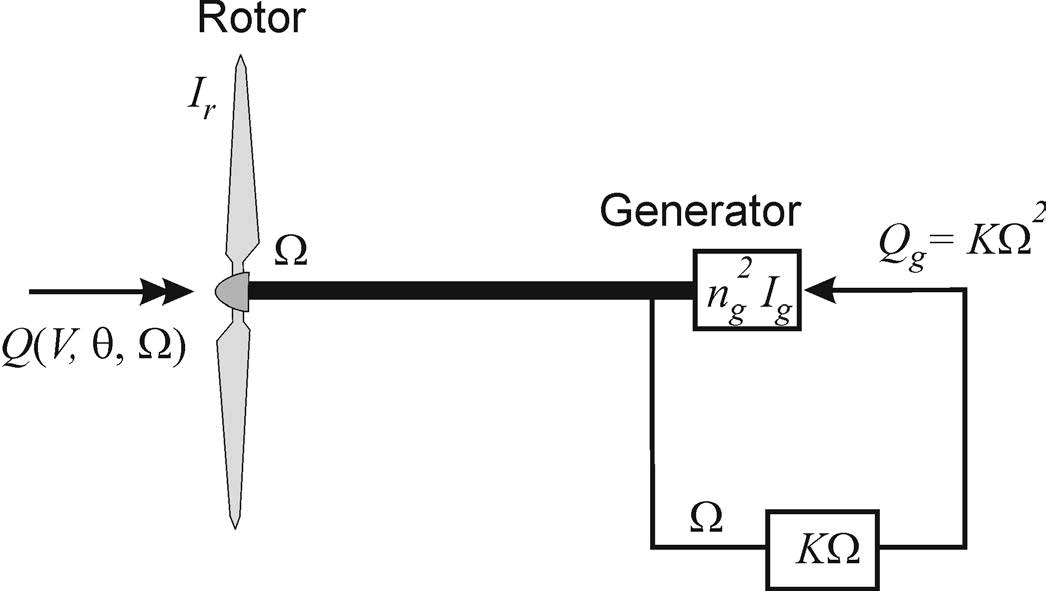 Rotor
I_r
Ω
Q(V, θ, Ω)
Generator
n_g^2 I_g
Q_g = KΩ^2
Ω
KΩ